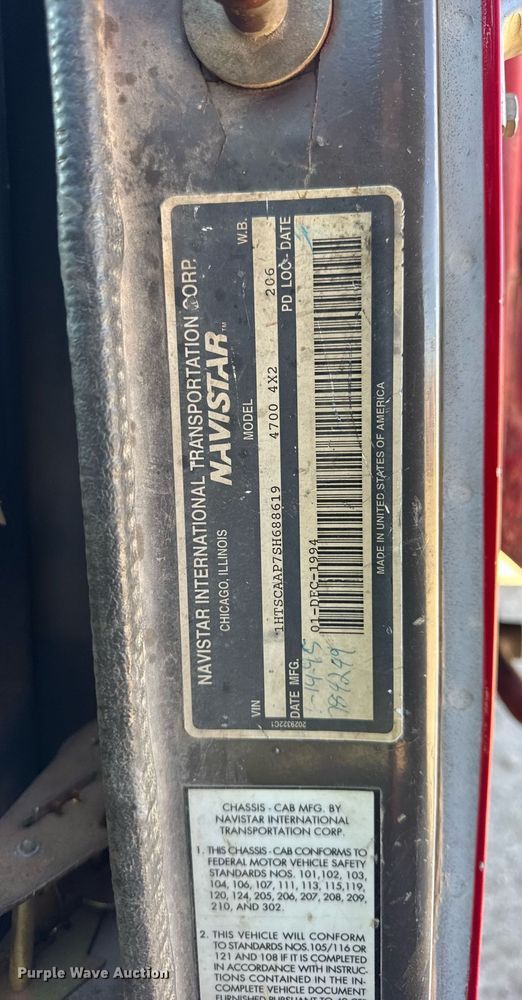 NAVISTAR INTERNATIONAL TRANSPORTATION CORP.
CHICAGO, ILLINOIS NAVISTAR™
MODEL W.B.
VIN 1HTSCAAP7SH688619 4700 4X2 206
DATE MFG. 01-DEC-1994 PD LOC- DATE
MADE IN UNITED STATES OF AMERICA
2029322C1
CHASSIS - CAB MFG. BY
NAVISTAR INTERNATIONAL
TRANSPORTATION CORP.
1. THIS CHASSIS - CAB CONFORMS TO
FEDERAL MOTOR VEHICLE SAFETY
STANDARDS NOS. 101,102, 103,
104, 106, 107, 111, 113, 115,119,
120, 124, 205, 206, 207, 208, 209,
210, AND 302.
2. THIS VEHICLE WILL CONFORM
TO STANDARDS NOS.105/116 OR
121 AND 108 IF IT IS COMPLETED
IN ACCORDANCE WITH INSTRUC-
TIONS CONTAINED IN THE IN-
COMPLETE VEHICLE DOCUMENT
FURNISHED PURSUANT TO
Purple Wave Auction